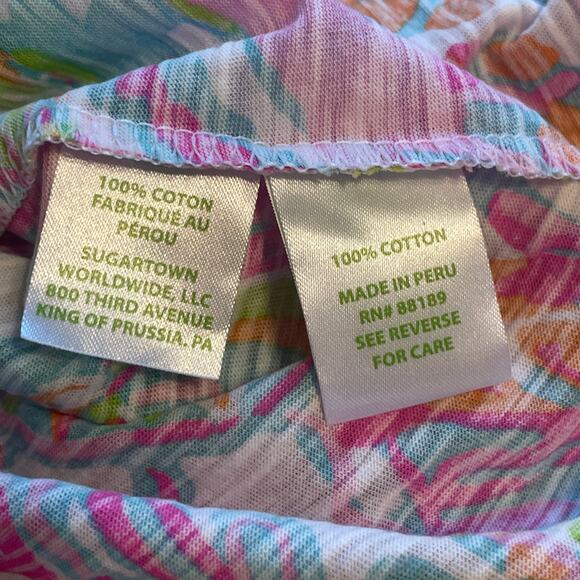 100% COTON
FABRIQUÉ AU
PÉROU
SUGARTOWN
WORLDWIDE, LLC
800 THIRD AVENUE
KING OF PRUSSIA, PA
100% COTTON
MADE IN PERU
RN# 88189
SEE REVERSE
FOR CARE